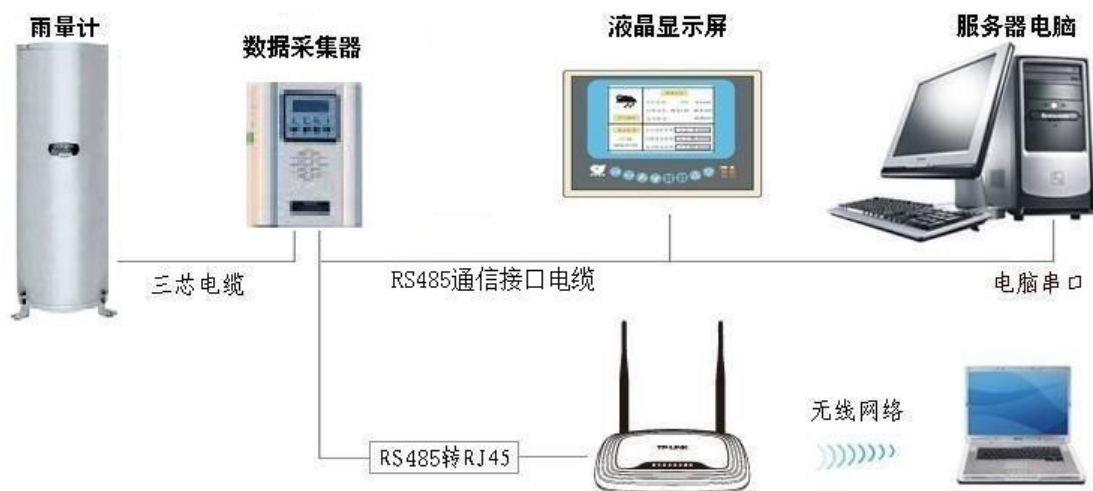 雨量计
数据采集器
液晶显示屏
服务器电脑
三芯电缆
RS485通信接口电缆
电脑串口
TP-LINK
无线网络
RS485转RJ45